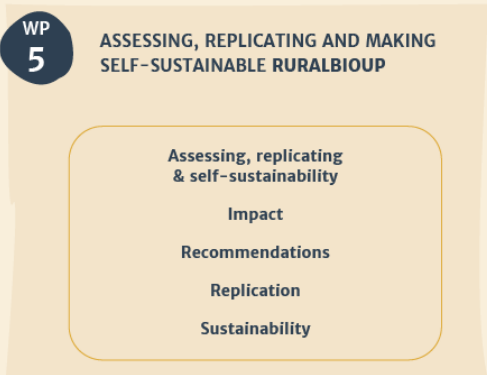 WP
5
ASSESSING, REPLICATING AND MAKING
SELF-SUSTAINABLE RURALBIOUP
Assessing, replicating
& self-sustainability
Impact
Recommendations
Replication
Sustainability